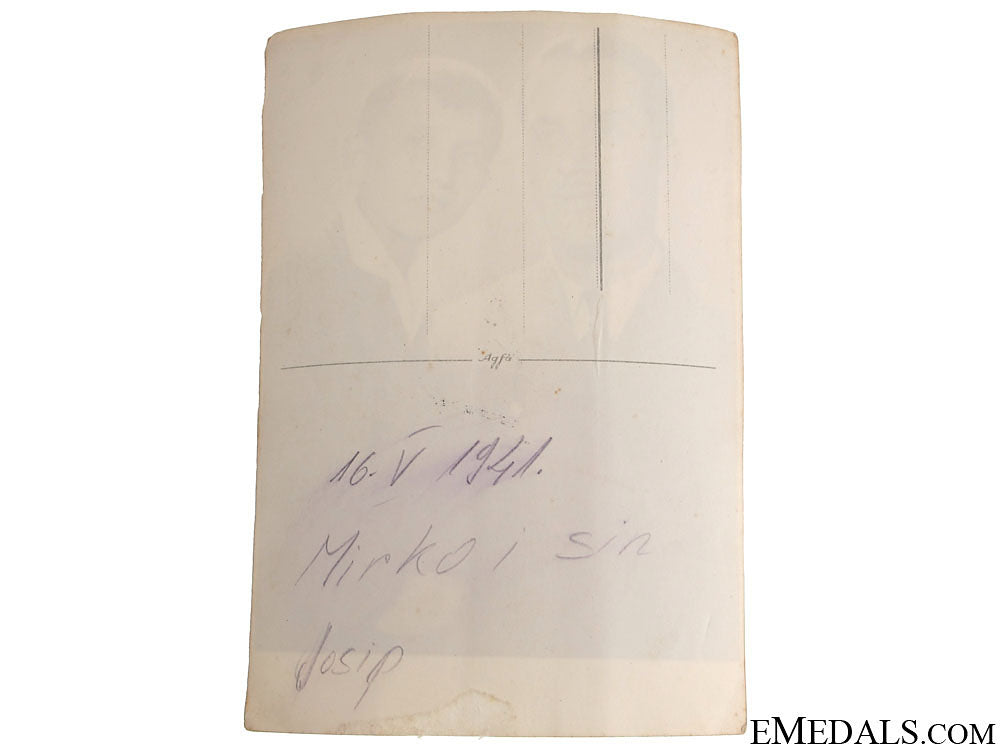 Agfa
16. V 1941.
Mirko i sin
Josip
EMEDALS.COM